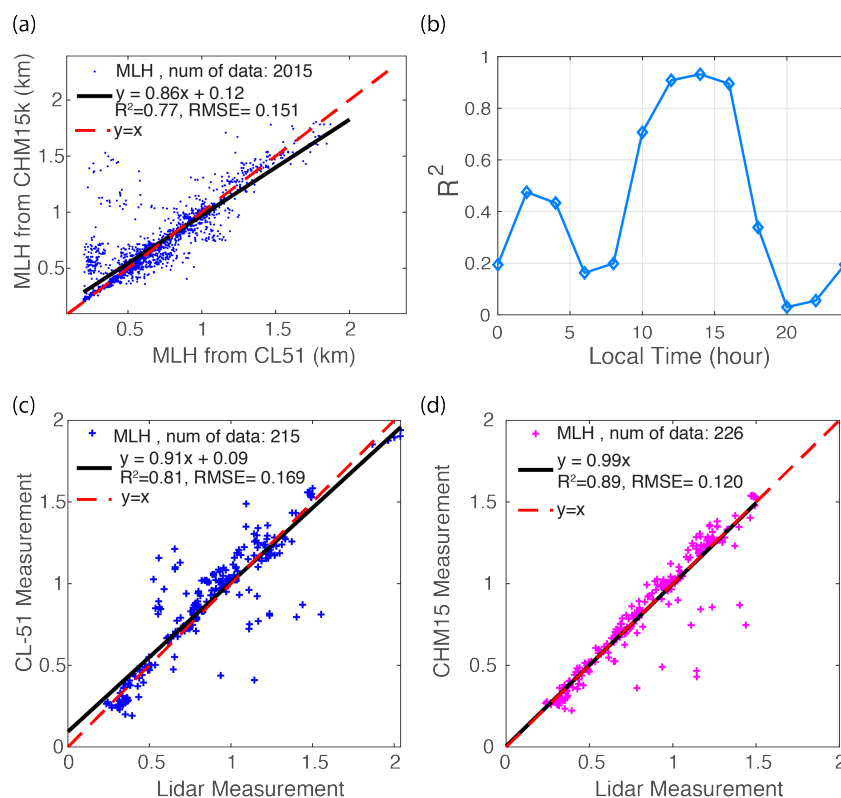 (a)
MLH , num of data: 2015
y = 0.86x + 0.12
R²=0.77, RMSE= 0.151
y=x
MLH from CHM15k (km)
2
1.5
1
0.5
0.5
1
1.5
2
MLH from CL51 (km)
(b)
R²
1
0.8
0.6
0.4
0.2
0
0
5
10
15
20
Local Time (hour)
(c)
MLH , num of data: 215
y = 0.91x + 0.09
R²=0.81, RMSE= 0.169
y=x
CL-51 Measurement
2
1.5
1
0.5
0
0
0.5
1
1.5
2
Lidar Measurement
(d)
MLH , num of data: 226
y = 0.99x
R²=0.89, RMSE= 0.120
y=x
CHM15 Measurement
2
1.5
1
0.5
0
0
0.5
1
1.5
2
Lidar Measurement